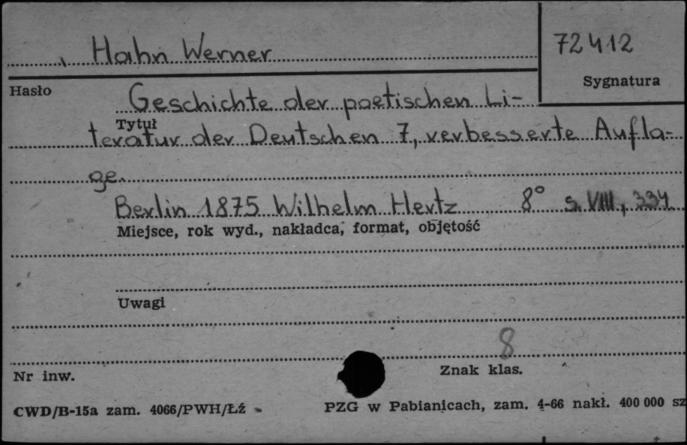 Hahn Werner
72412
Hasło
Sygnatura
Geschichte der poetischen Li-
Tytuł
teratur der Deutschen 7, verbesserte Aufla-
ge.
Berlin 1875 Wilhelm Hertz 8° s. VIII, 334
Miejsce, rok wyd., nakładca, format, objętość
Uwagi
8
Nr inw.
Znak klas.
CWD/B-15a zam. 4066/PWH/Łź
PZG w Pabianicach, zam. 4-66 nakł. 400 000 sz